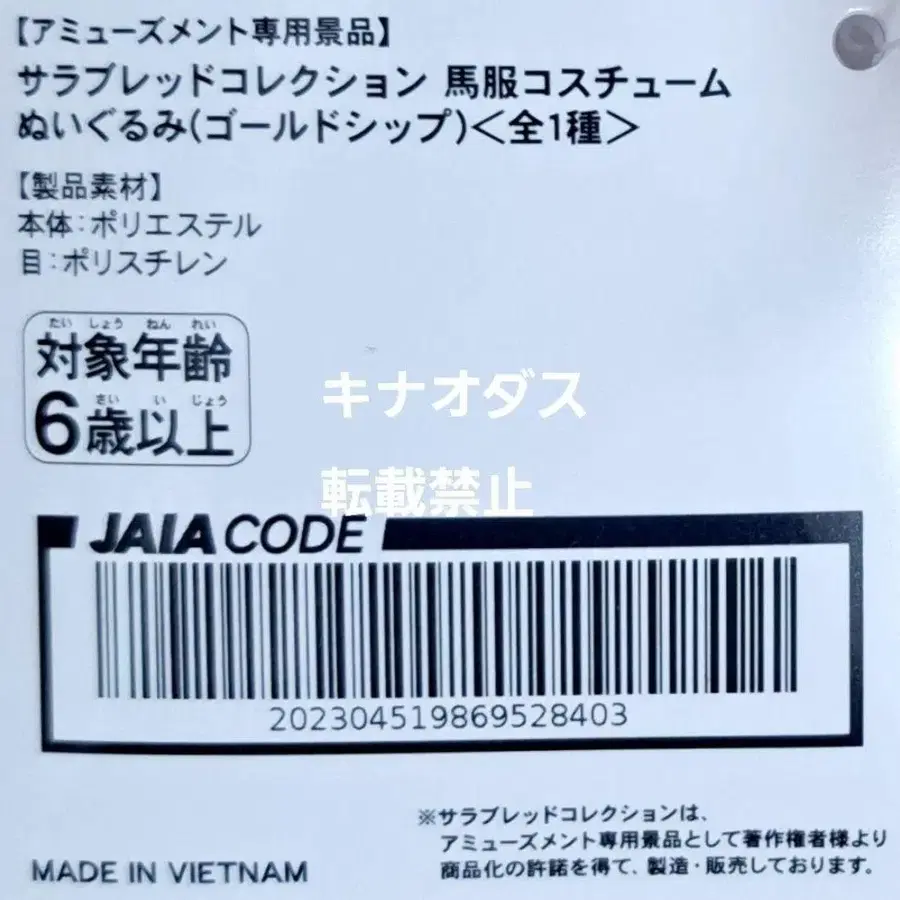 【アミューズメント専用景品】
サラブレッドコレクション 馬服コスチューム
ぬいぐるみ(ゴールドシップ)＜全1種＞
【製品素材】
本体:ポリエステル
目:ポリスチレン
たい しょう ねん れい
対象年齢
さい い じょう
6歳以上
キナオダス
転載禁止
JAIA CODE
202304519869528403
※サラブレッドコレクションは、
アミューズメント専用景品として著作権者様より
商品化の許諾を得て、製造・販売しております。
MADE IN VIETNAM